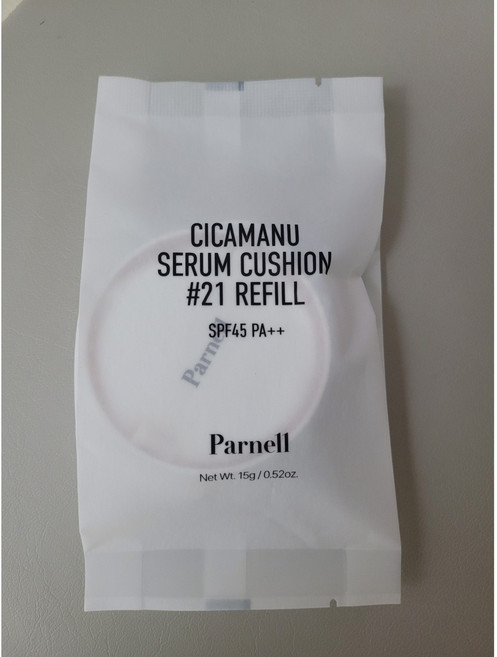 CICAMANU
SERUM CUSHION
#21 REFILL
SPF45 PA++
Parnell
Parnell
Net Wt. 15g / 0.52oz.